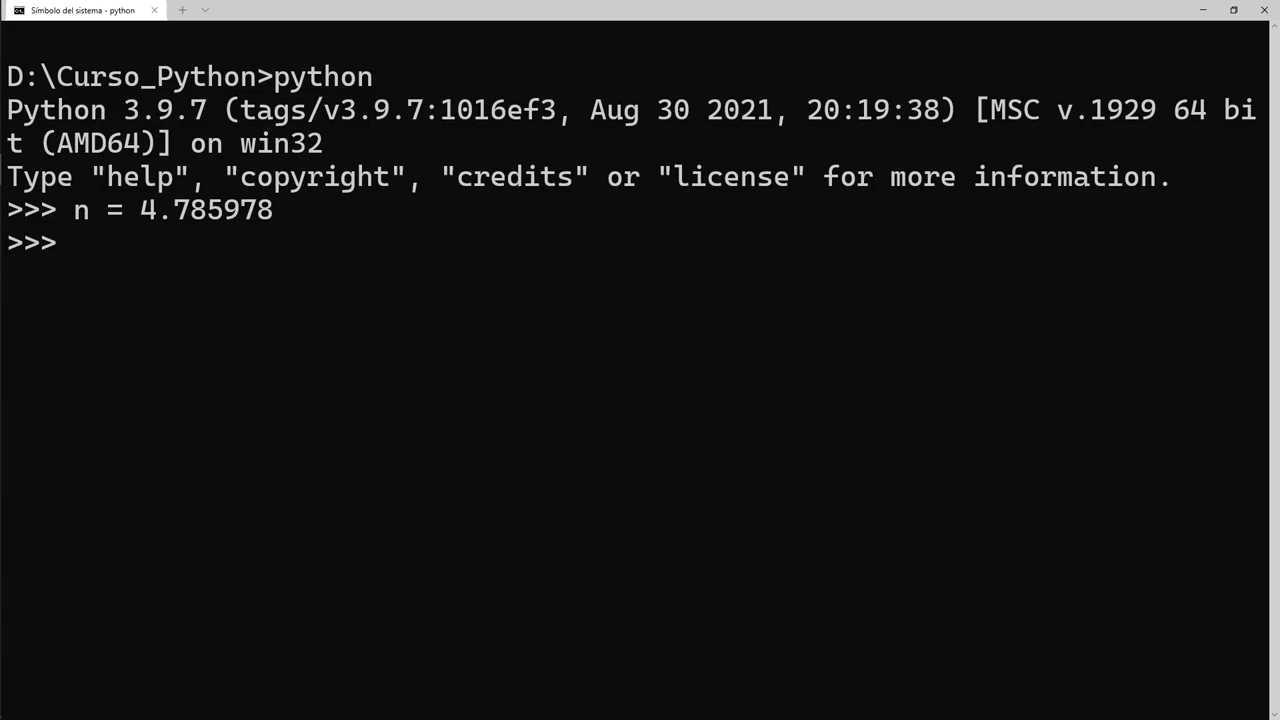 Símbolo del sistema - python
D:\Curso_Python>python
Python 3.9.7 (tags/v3.9.7:1016ef3, Aug 30 2021, 20:19:38) [MSC v.1929 64 bi
t (AMD64)] on win32
Type "help", "copyright", "credits" or "license" for more information.
>>> n = 4.785978
>>>